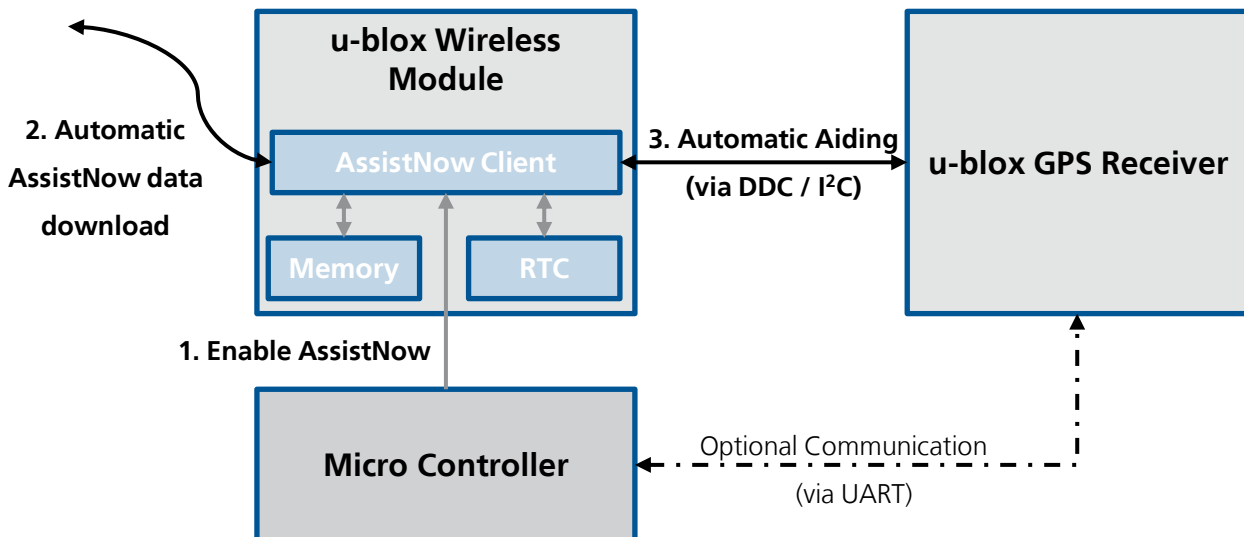 u-blox Wireless
Module
2. Automatic
AssistNow data
download
AssistNow Client
Memory
RTC
3. Automatic Aiding
(via DDC / I²C)
u-blox GPS Receiver
1. Enable AssistNow
Micro Controller
Optional Communication
(via UART)